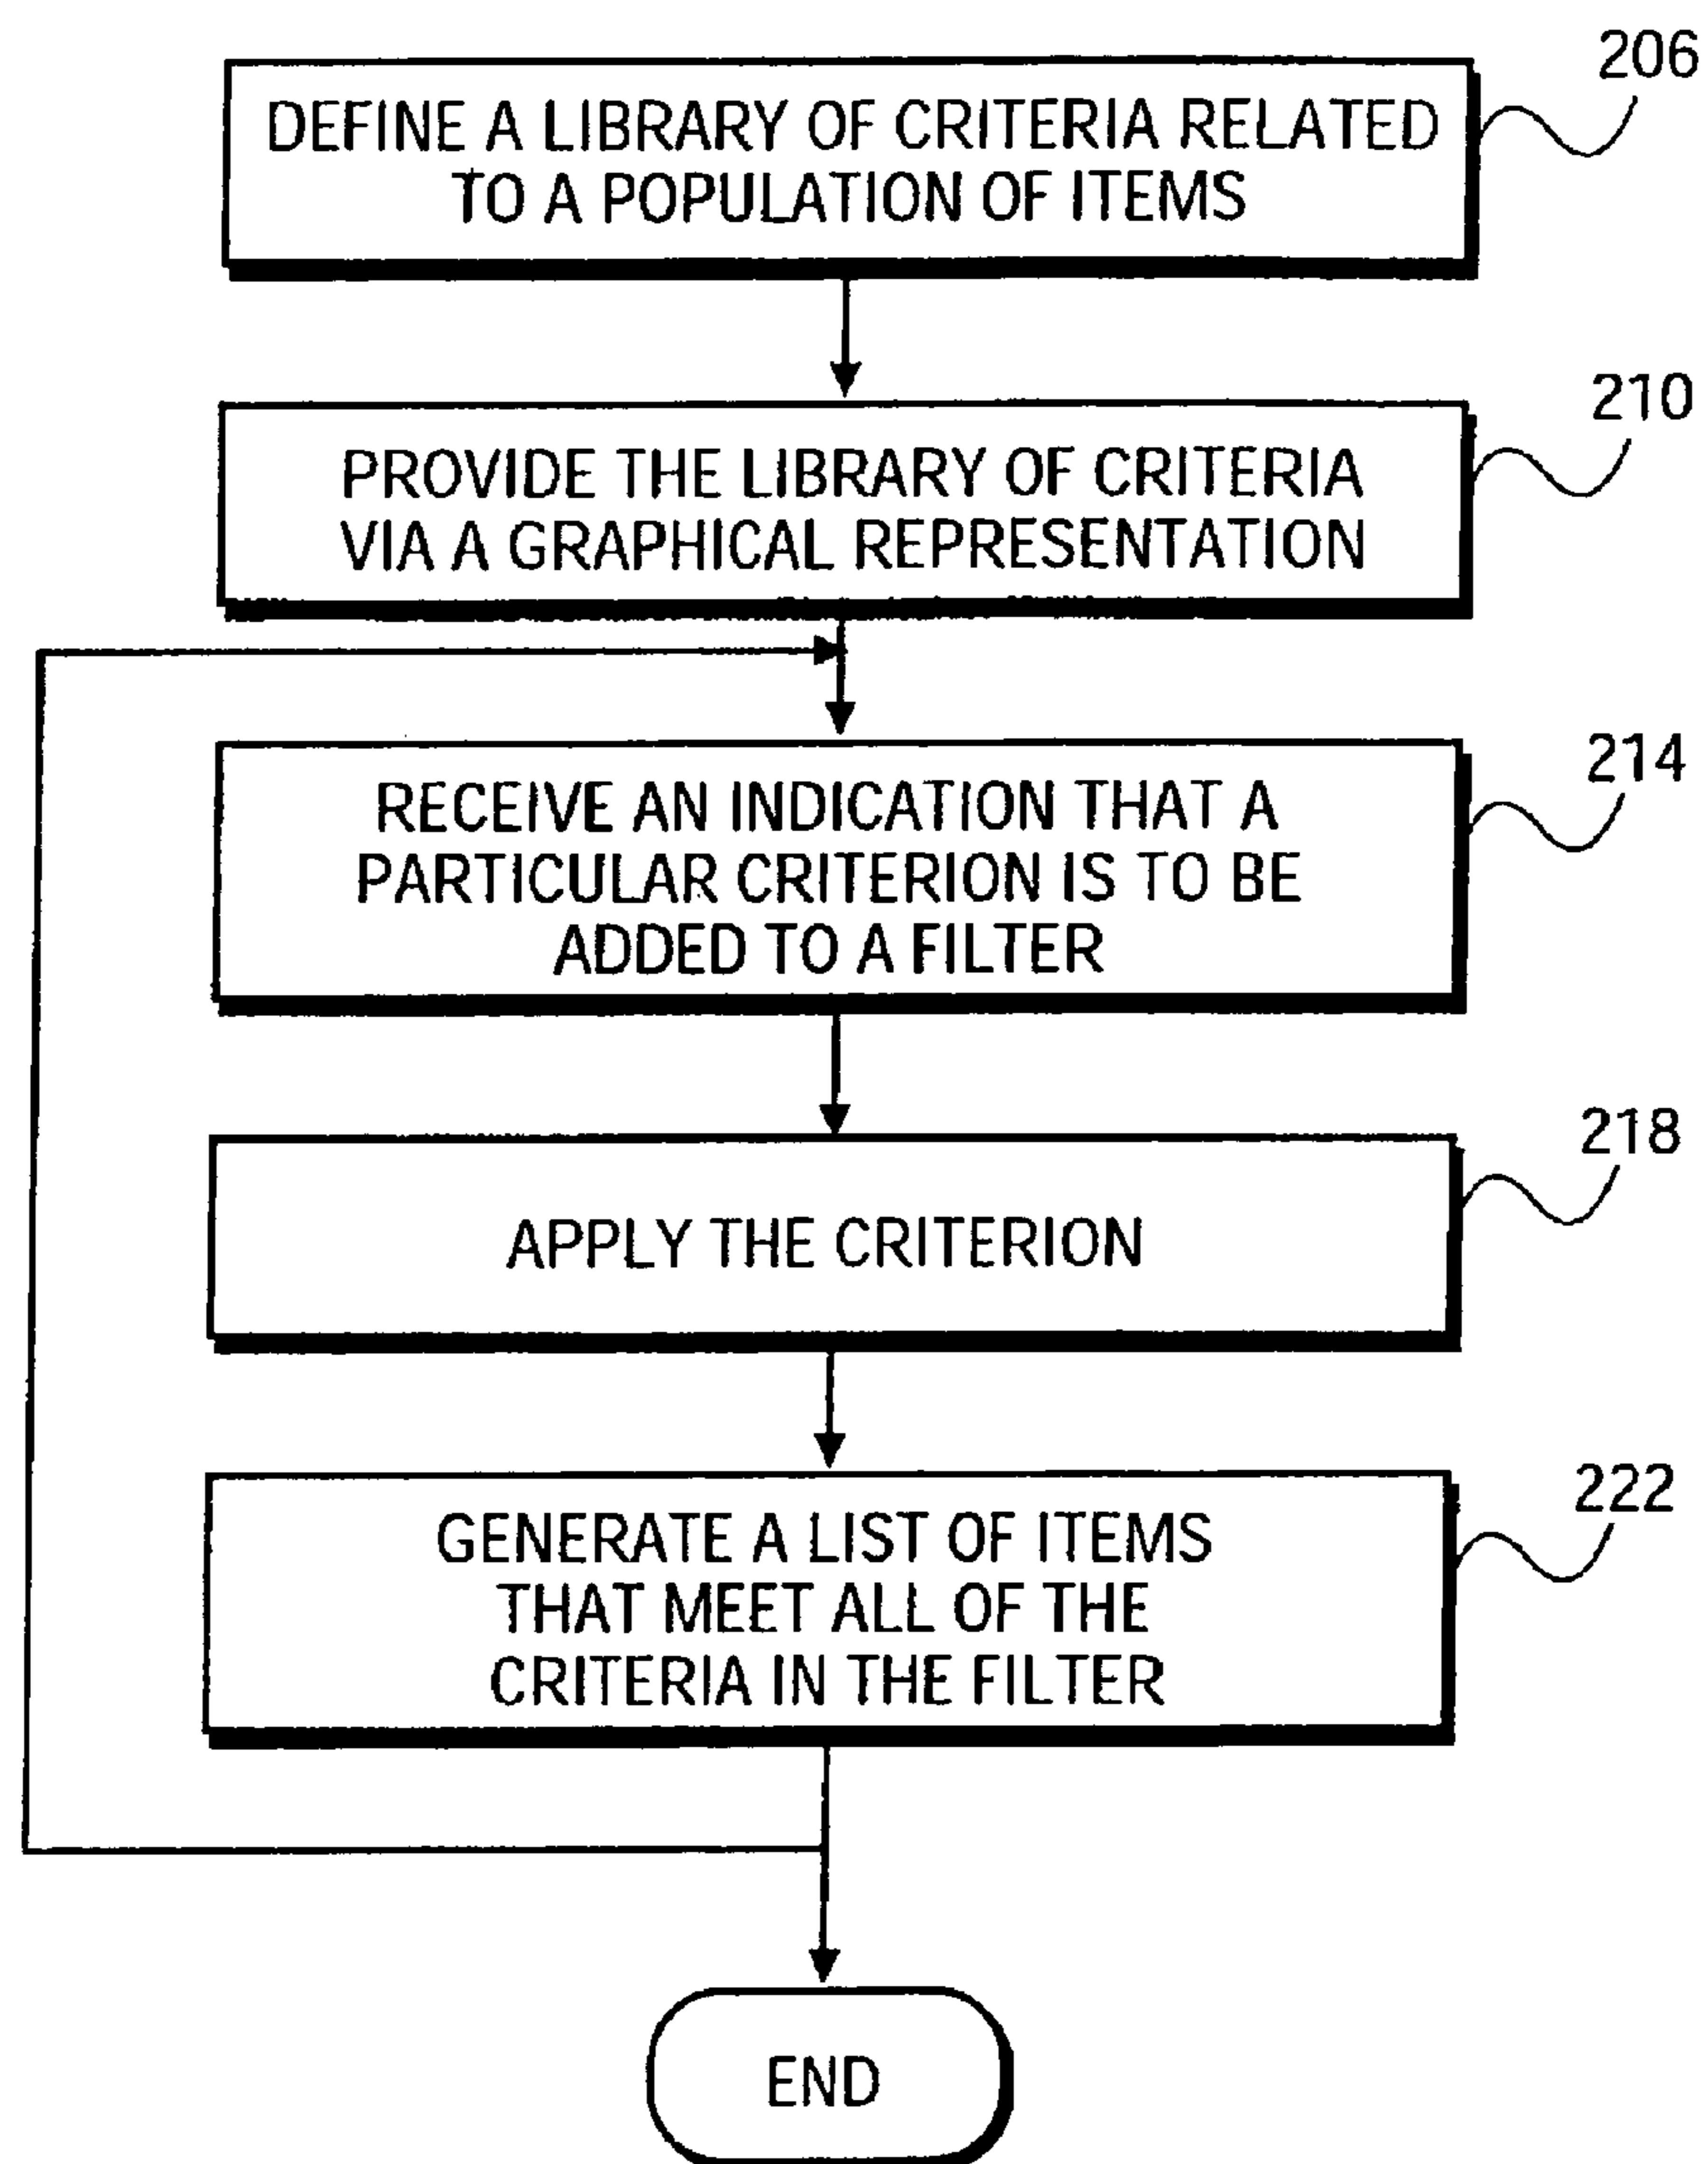 206
DEFINE A LIBRARY OF CRITERIA RELATED
TO A POPULATION OF ITEMS
210
PROVIDE THE LIBRARY OF CRITERIA
VIA A GRAPHICAL REPRESENTATION
214
RECEIVE AN INDICATION THAT A
PARTICULAR CRITERION IS TO BE
ADDED TO A FILTER
218
APPLY THE CRITERION
222
GENERATE A LIST OF ITEMS
THAT MEET ALL OF THE
CRITERIA IN THE FILTER
END